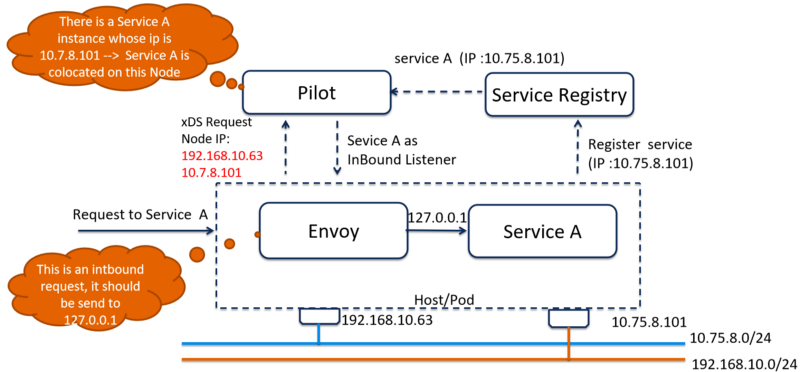 There is a Service A
instance whose ip is
10.7.8.101 --> Service A is
colocated on this Node
service A (IP :10.75.8.101)
Pilot
Service Registry
xDS Request
Node IP:
192.168.10.63
10.7.8.101
Sevice A as
InBound Listener
Register service
(IP :10.75.8.101)
Request to Service A
Envoy
127.0.0.1
Service A
This is an intbound
request, it should
be send to
127.0.0.1
Host/Pod
192.168.10.63
10.75.8.101
10.75.8.0/24
192.168.10.0/24